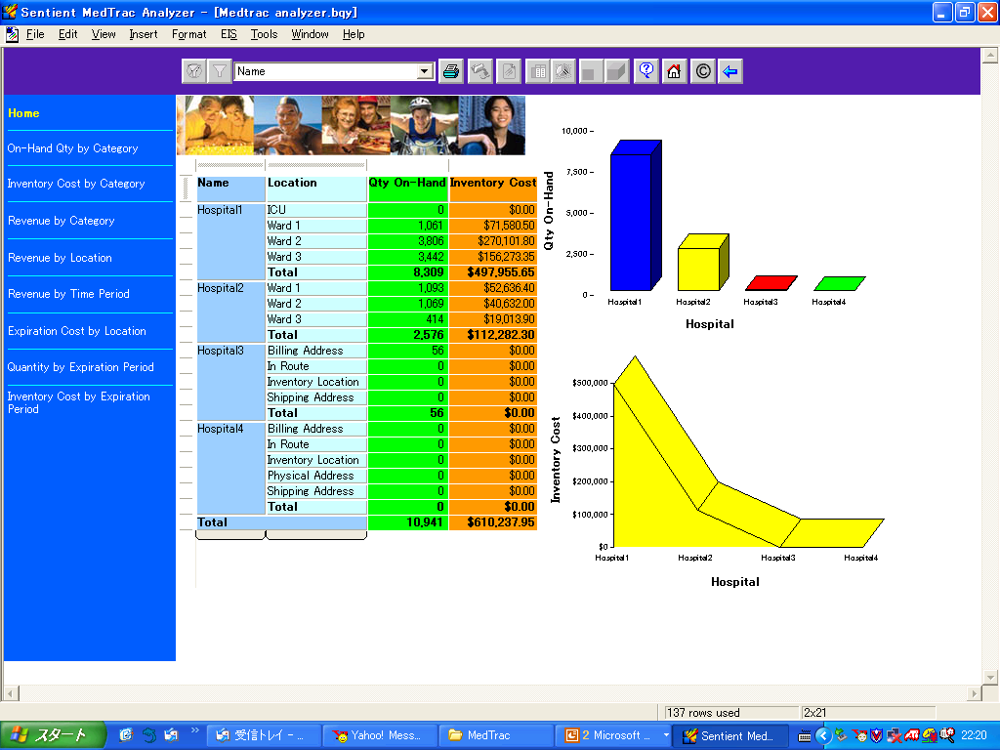 Sentient MedTrac Analyzer - [Medtrac analyzer.bqy]
File Edit View Insert Format EIS Tools Window Help
Name
Home
On-Hand Qty by Category
Inventory Cost by Category
Revenue by Category
Revenue by Location
Revenue by Time Period
Expiration Cost by Location
Quantity by Expiration Period
Inventory Cost by Expiration
Period
Name Location Qty On-Hand Inventory Cost
Hospital1 ICU 0 $0.00
Ward 1 1,061 $71,580.50
Ward 2 3,806 $270,101.80
Ward 3 3,442 $156,273.35
Total 8,309 $497,955.65
Hospital2 Ward 1 1,093 $52,636.40
Ward 2 1,069 $40,632.00
Ward 3 414 $19,013.90
Total 2,576 $112,282.30
Hospital3 Billing Address 56 $0.00
In Route 0 $0.00
Inventory Location 0 $0.00
Shipping Address 0 $0.00
Total 56 $0.00
Hospital4 Billing Address 0 $0.00
In Route 0 $0.00
Inventory Location 0 $0.00
Physical Address 0 $0.00
Shipping Address 0 $0.00
Total 0 $0.00
Total 10,941 $610,237.95
Qty On-Hand
10,000
7,500
5,000
2,500
0
Hospital1 Hospital2 Hospital3 Hospital4
Hospital
Inventory Cost
$500,000
$400,000
$300,000
$200,000
$100,000
$0
Hospital1 Hospital2 Hospital3 Hospital4
Hospital
137 rows used 2x21
スタート » 受信トレイ - ... Yahoo! Mess... MedTrac 2 Microsoft ... Sentient Med... 22:20